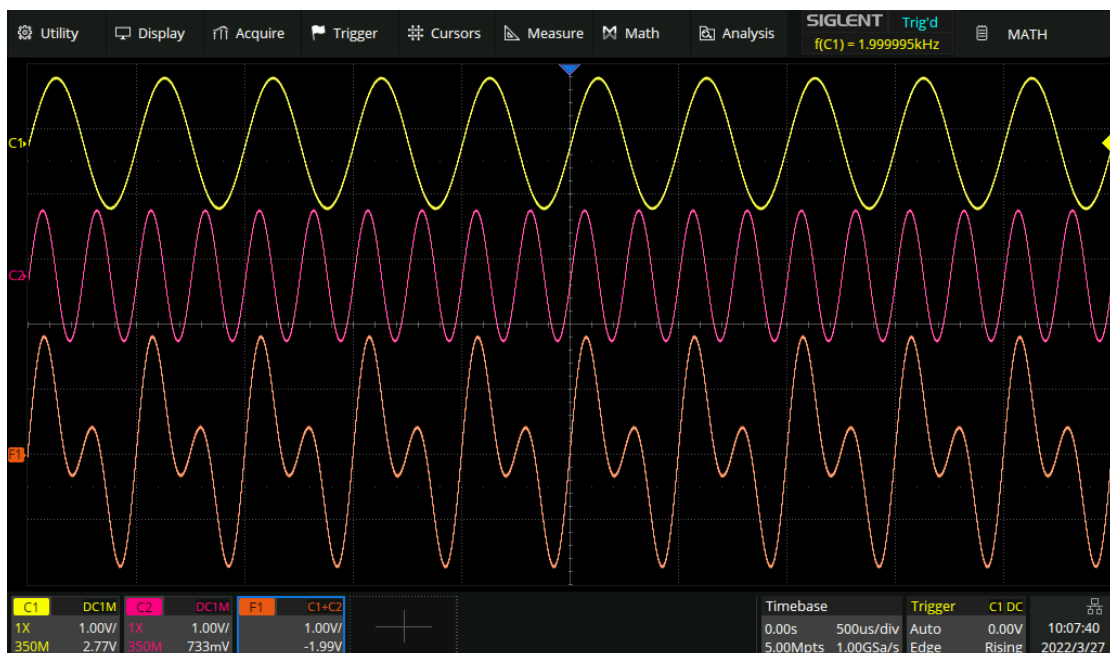 Utility Display Acquire Trigger Cursors Measure Math Analysis SIGLENT Trig'd MATH
f(C1) = 1.999995kHz
C1
C2
F1
C1 DC1M C2 DC1M F1 C1+C2 Timebase Trigger C1 DC
1X 1.00V/ 1X 1.00V/ 1.00V/ 0.00s 500us/div Auto 0.00V 10:07:40
350M 2.77V 350M 733mV -1.99V 5.00Mpts 1.00GSa/s Edge Rising 2022/3/27